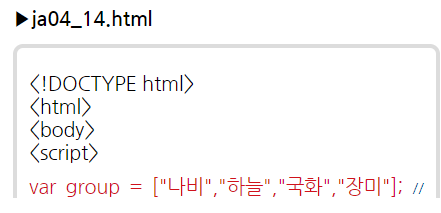 ▶ja04_14.html
<!DOCTYPE html>
<html>
<body>
<script>
var group = ["나비","하늘","국화","장미"]; //